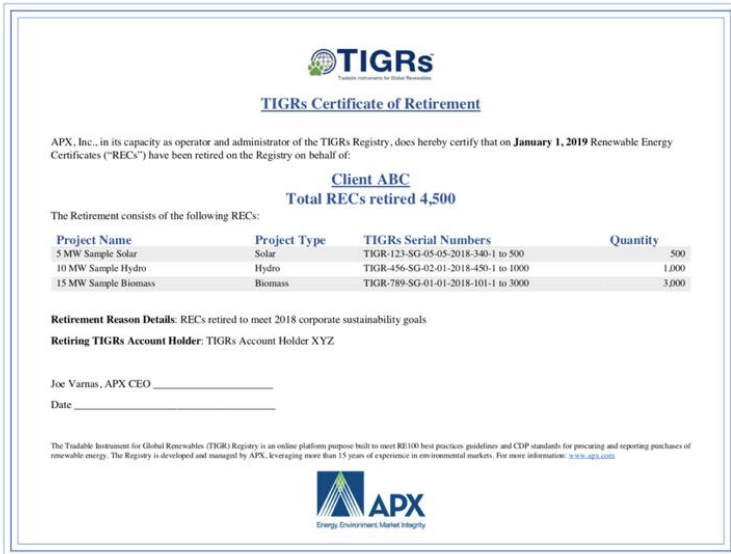 TIGRs™
Tradable Instruments for Global Renewables
TIGRs Certificate of Retirement
APX, Inc., in its capacity as operator and administrator of the TIGRs Registry, does hereby certify that on January 1, 2019 Renewable Energy
Certificates (“RECs”) have been retired on the Registry on behalf of:
Client ABC
Total RECs retired 4,500
The Retirement consists of the following RECs:
Project Name Project Type TIGRs Serial Numbers Quantity
5 MW Sample Solar Solar TIGR-123-SG-05-05-2018-340-1 to 500 500
10 MW Sample Hydro Hydro TIGR-456-SG-02-01-2018-450-1 to 1000 1,000
15 MW Sample Biomass Biomass TIGR-789-SG-01-01-2018-101-1 to 3000 3,000
Retirement Reason Details: RECs retired to meet 2018 corporate sustainability goals
Retiring TIGRs Account Holder: TIGRs Account Holder XYZ
Joe Varnas, APX CEO ______________________
Date ______________________
The Tradable Instrument for Global Renewables (TIGR) Registry is an online platform purpose built to meet RE100 best practices guidelines and CDP standards for procuring and reporting purchases of
renewable energy. The Registry is developed and managed by APX, leveraging more than 15 years of experience in environmental markets. For more information: www.apx.com
APX
Energy. Environment. Market Integrity.